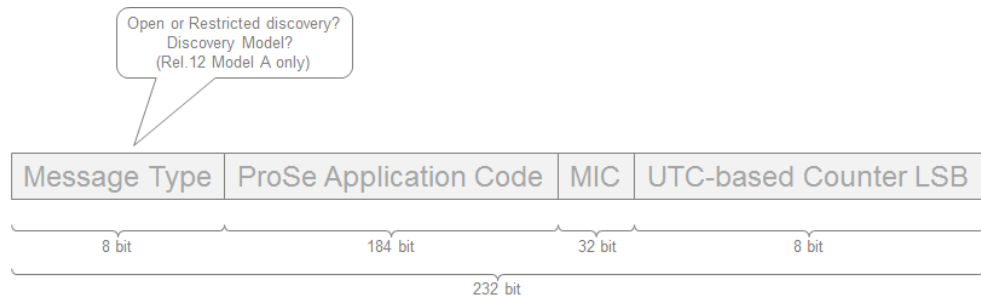 Open or Restricted discovery?
Discovery Model?
(Rel.12 Model A only)
Message Type ProSe Application Code MIC UTC-based Counter LSB
8 bit 184 bit 32 bit 8 bit
232 bit